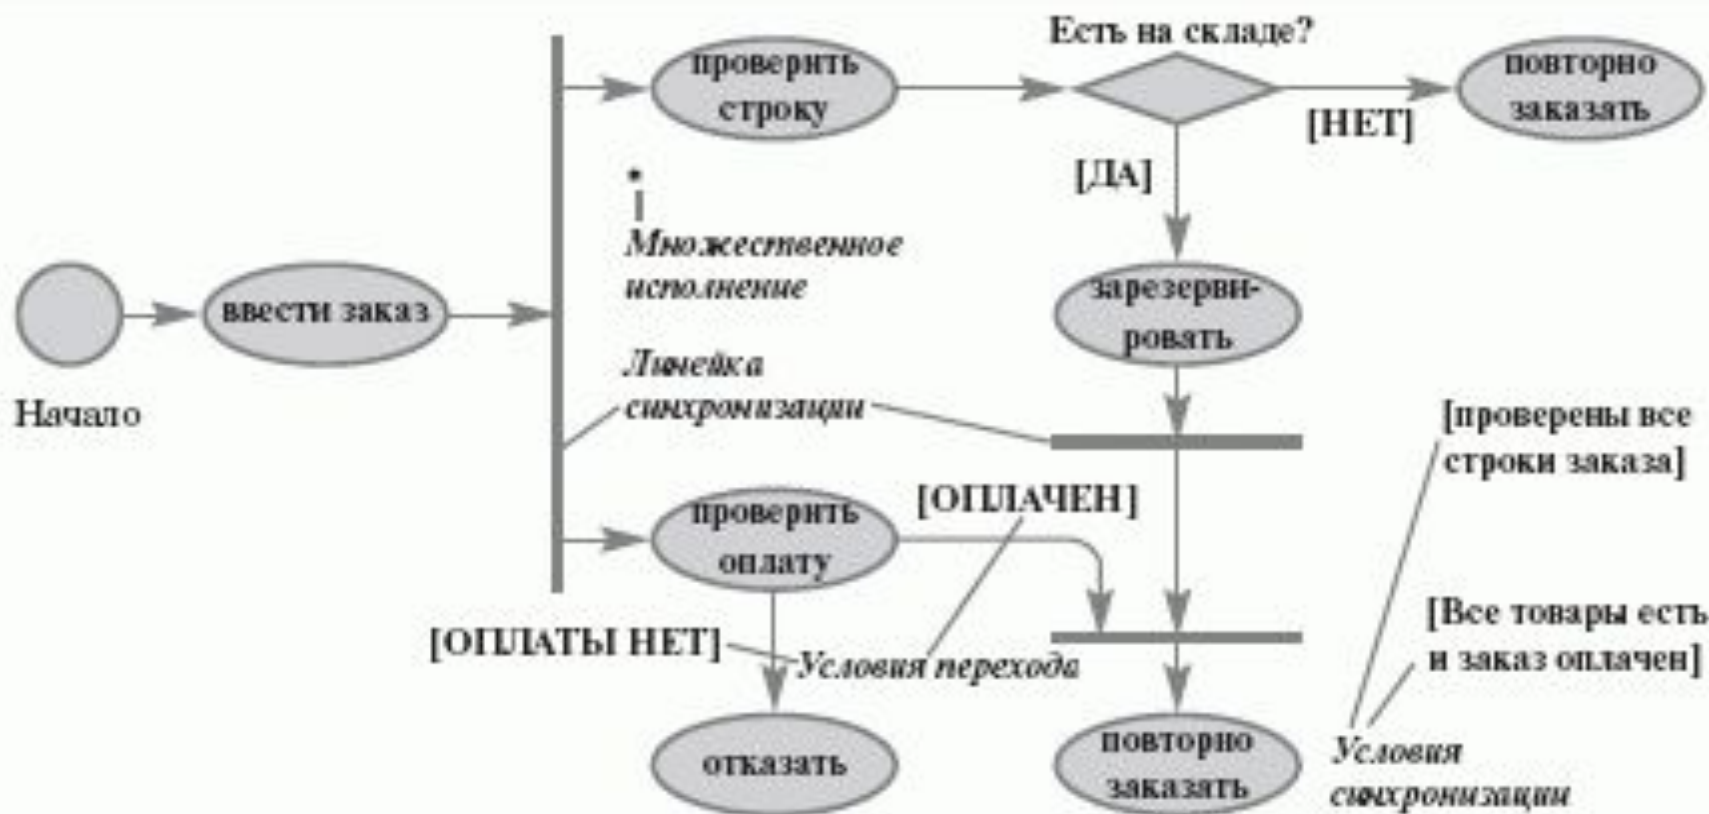 Есть на складе?
проверить
строку
повторно
заказать
[НЕТ]
[ДА]
*
Множественное
исполнение
ввести заказ
зарезерви-
ровать
Начало
Линейка
синхронизации
[проверены все
строки заказа]
[ОПЛАЧЕН]
проверить
оплату
[ОПЛАТЫ НЕТ]
Условия перехода
[Все товары есть
и заказ оплачен]
отказать
повторно
заказать
Условия
синхронизации